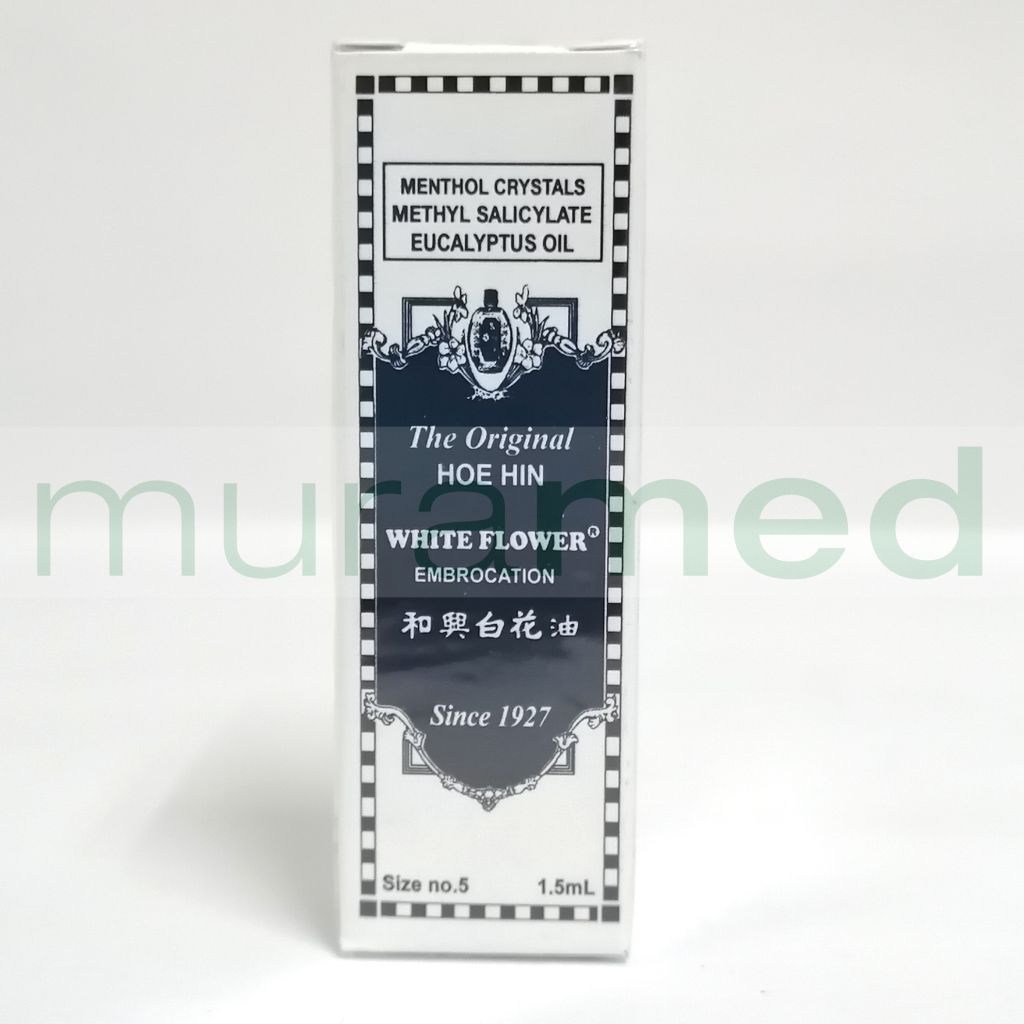 MENTHOL CRYSTALS
METHYL SALICYLATE
EUCALYPTUS OIL
The Original
HOE HIN
muramed
WHITE FLOWER®
EMBROCATION
和興白花油
Since 1927
Size no.5 1.5mL